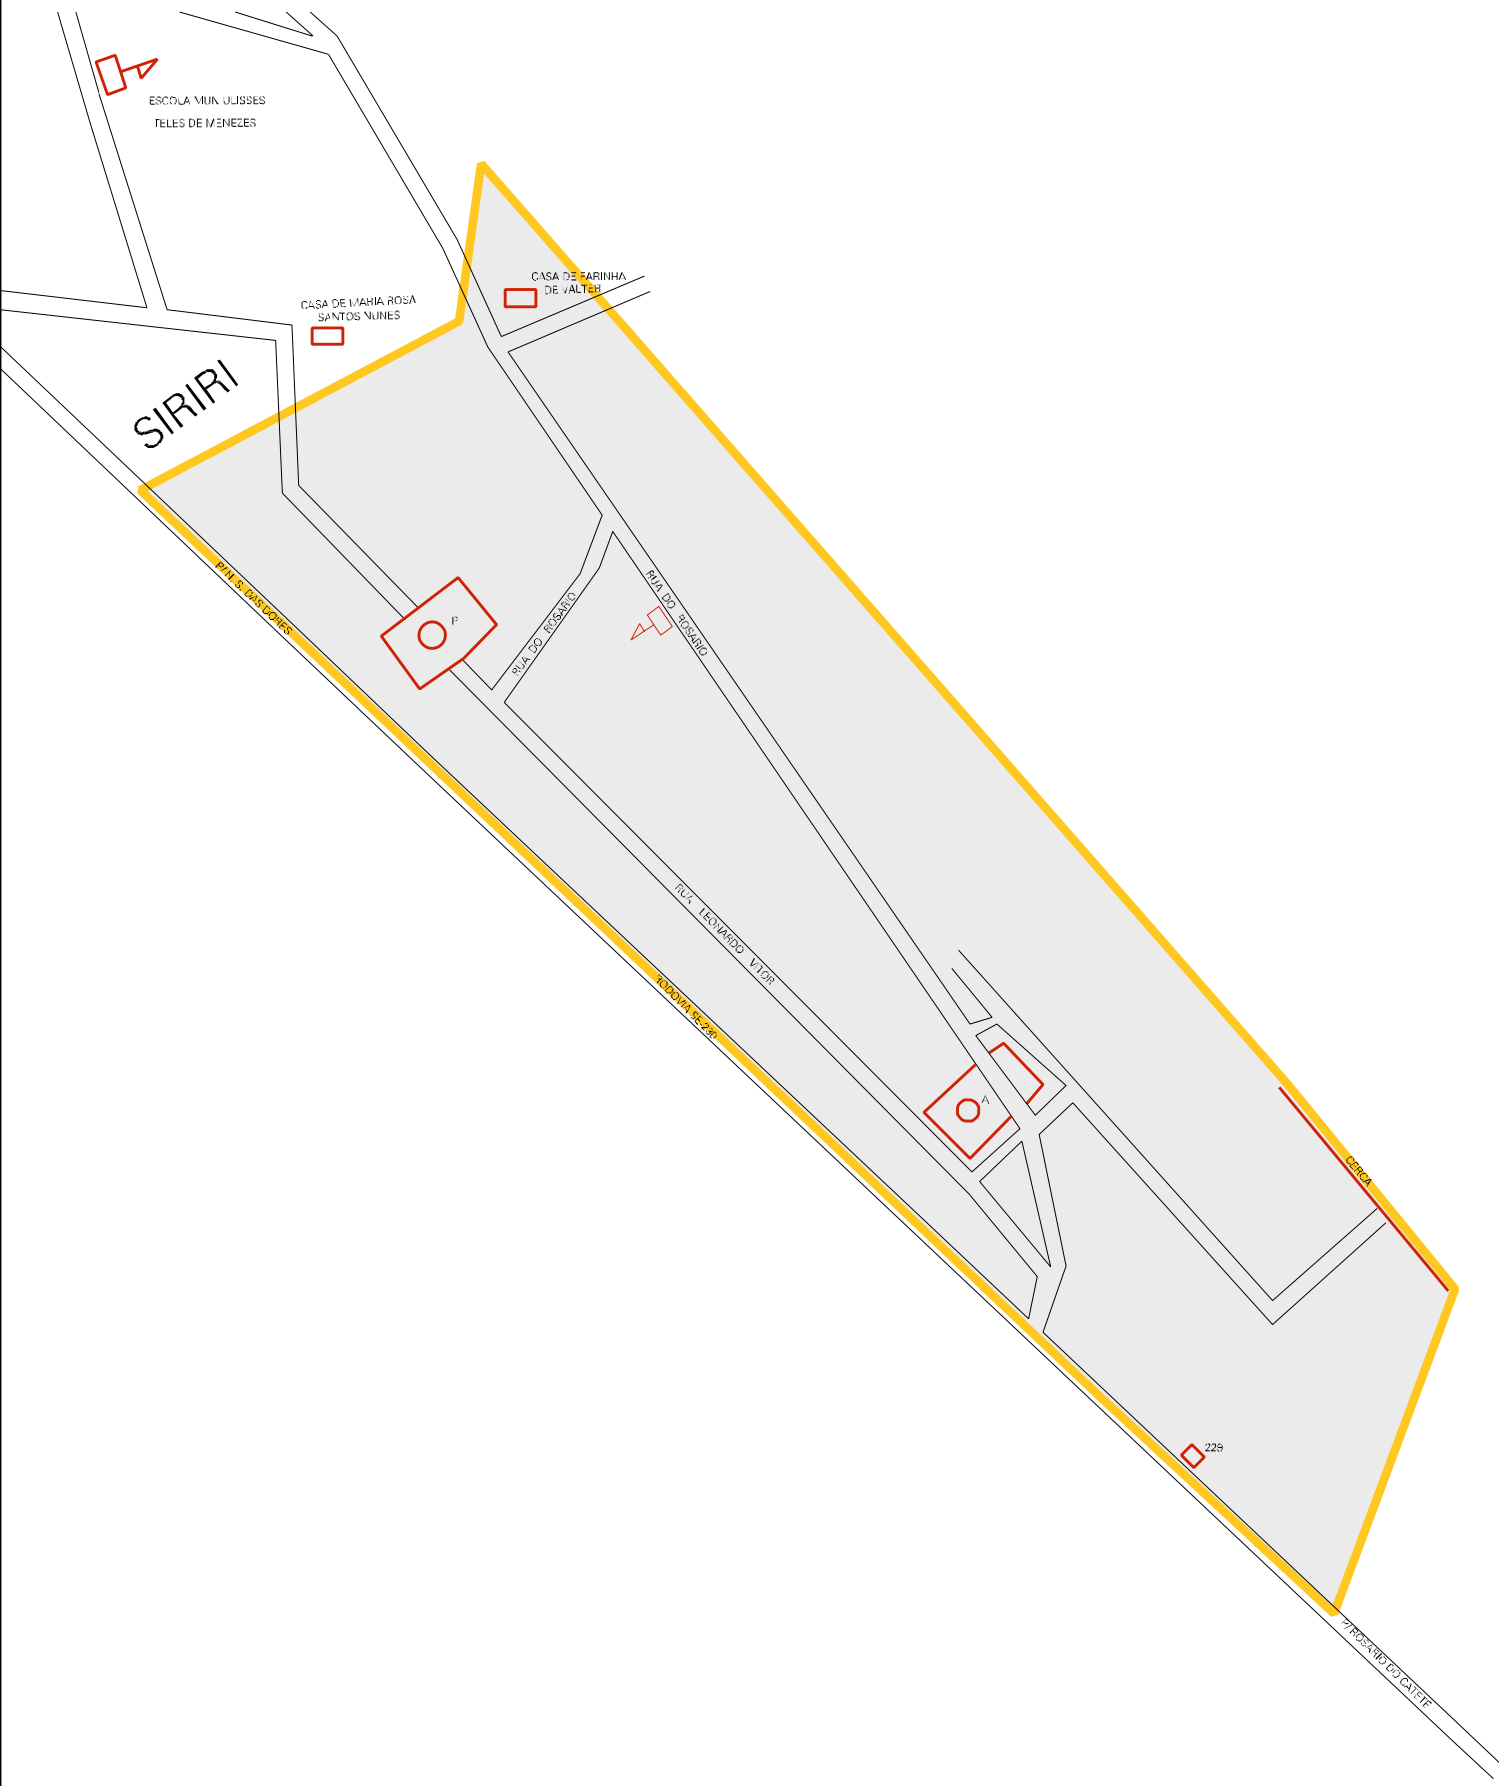 ESCOLA MUN ULISSES
TELES DE MENEZES
CASA DE FARINHA
DE VALTER
CASA DE MARIA ROSA
SANTOS NUNES
SIRIRI
P/N. S. DAS DORES
P
RUA DO ROSARIO
RUA DO ROSARIO
RUA LEONARDO VITOR
RODOVIA SE-230
A
CERCA
229
P/ ROSARIO DO CATETE